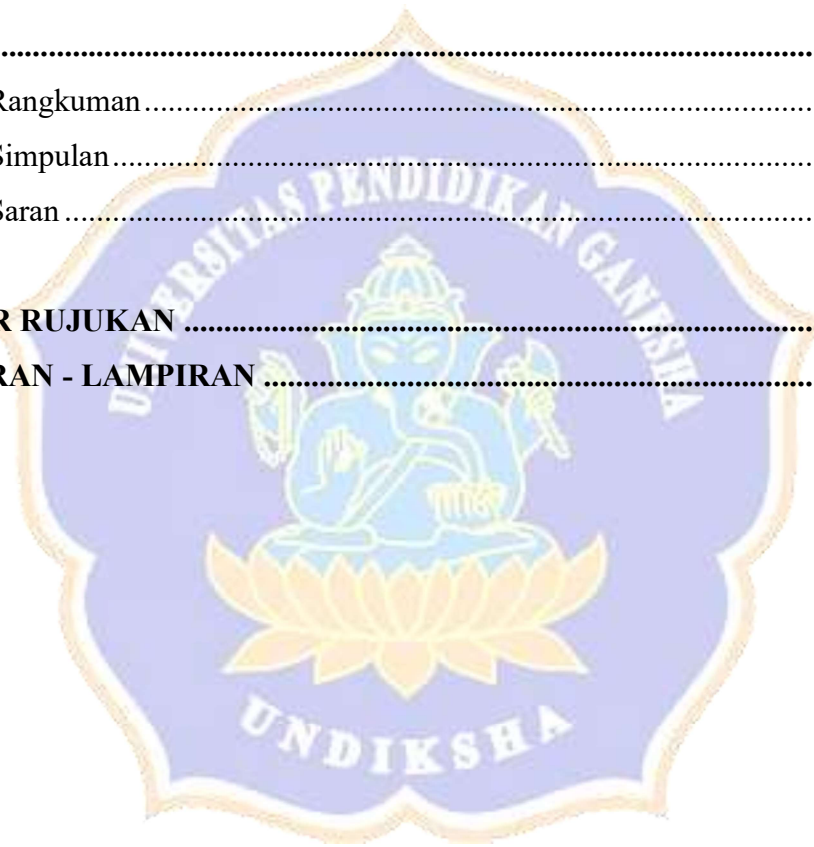 ....................................................................................................
Rangkuman....................................................................................
Simpulan........................................................................................
Saran..............................................................................................
R RUJUKAN ...............................................................................
RAN - LAMPIRAN .....................................................................
UNIVERSITAS PENDIDIKAN GANESHA
UNDIKSHA